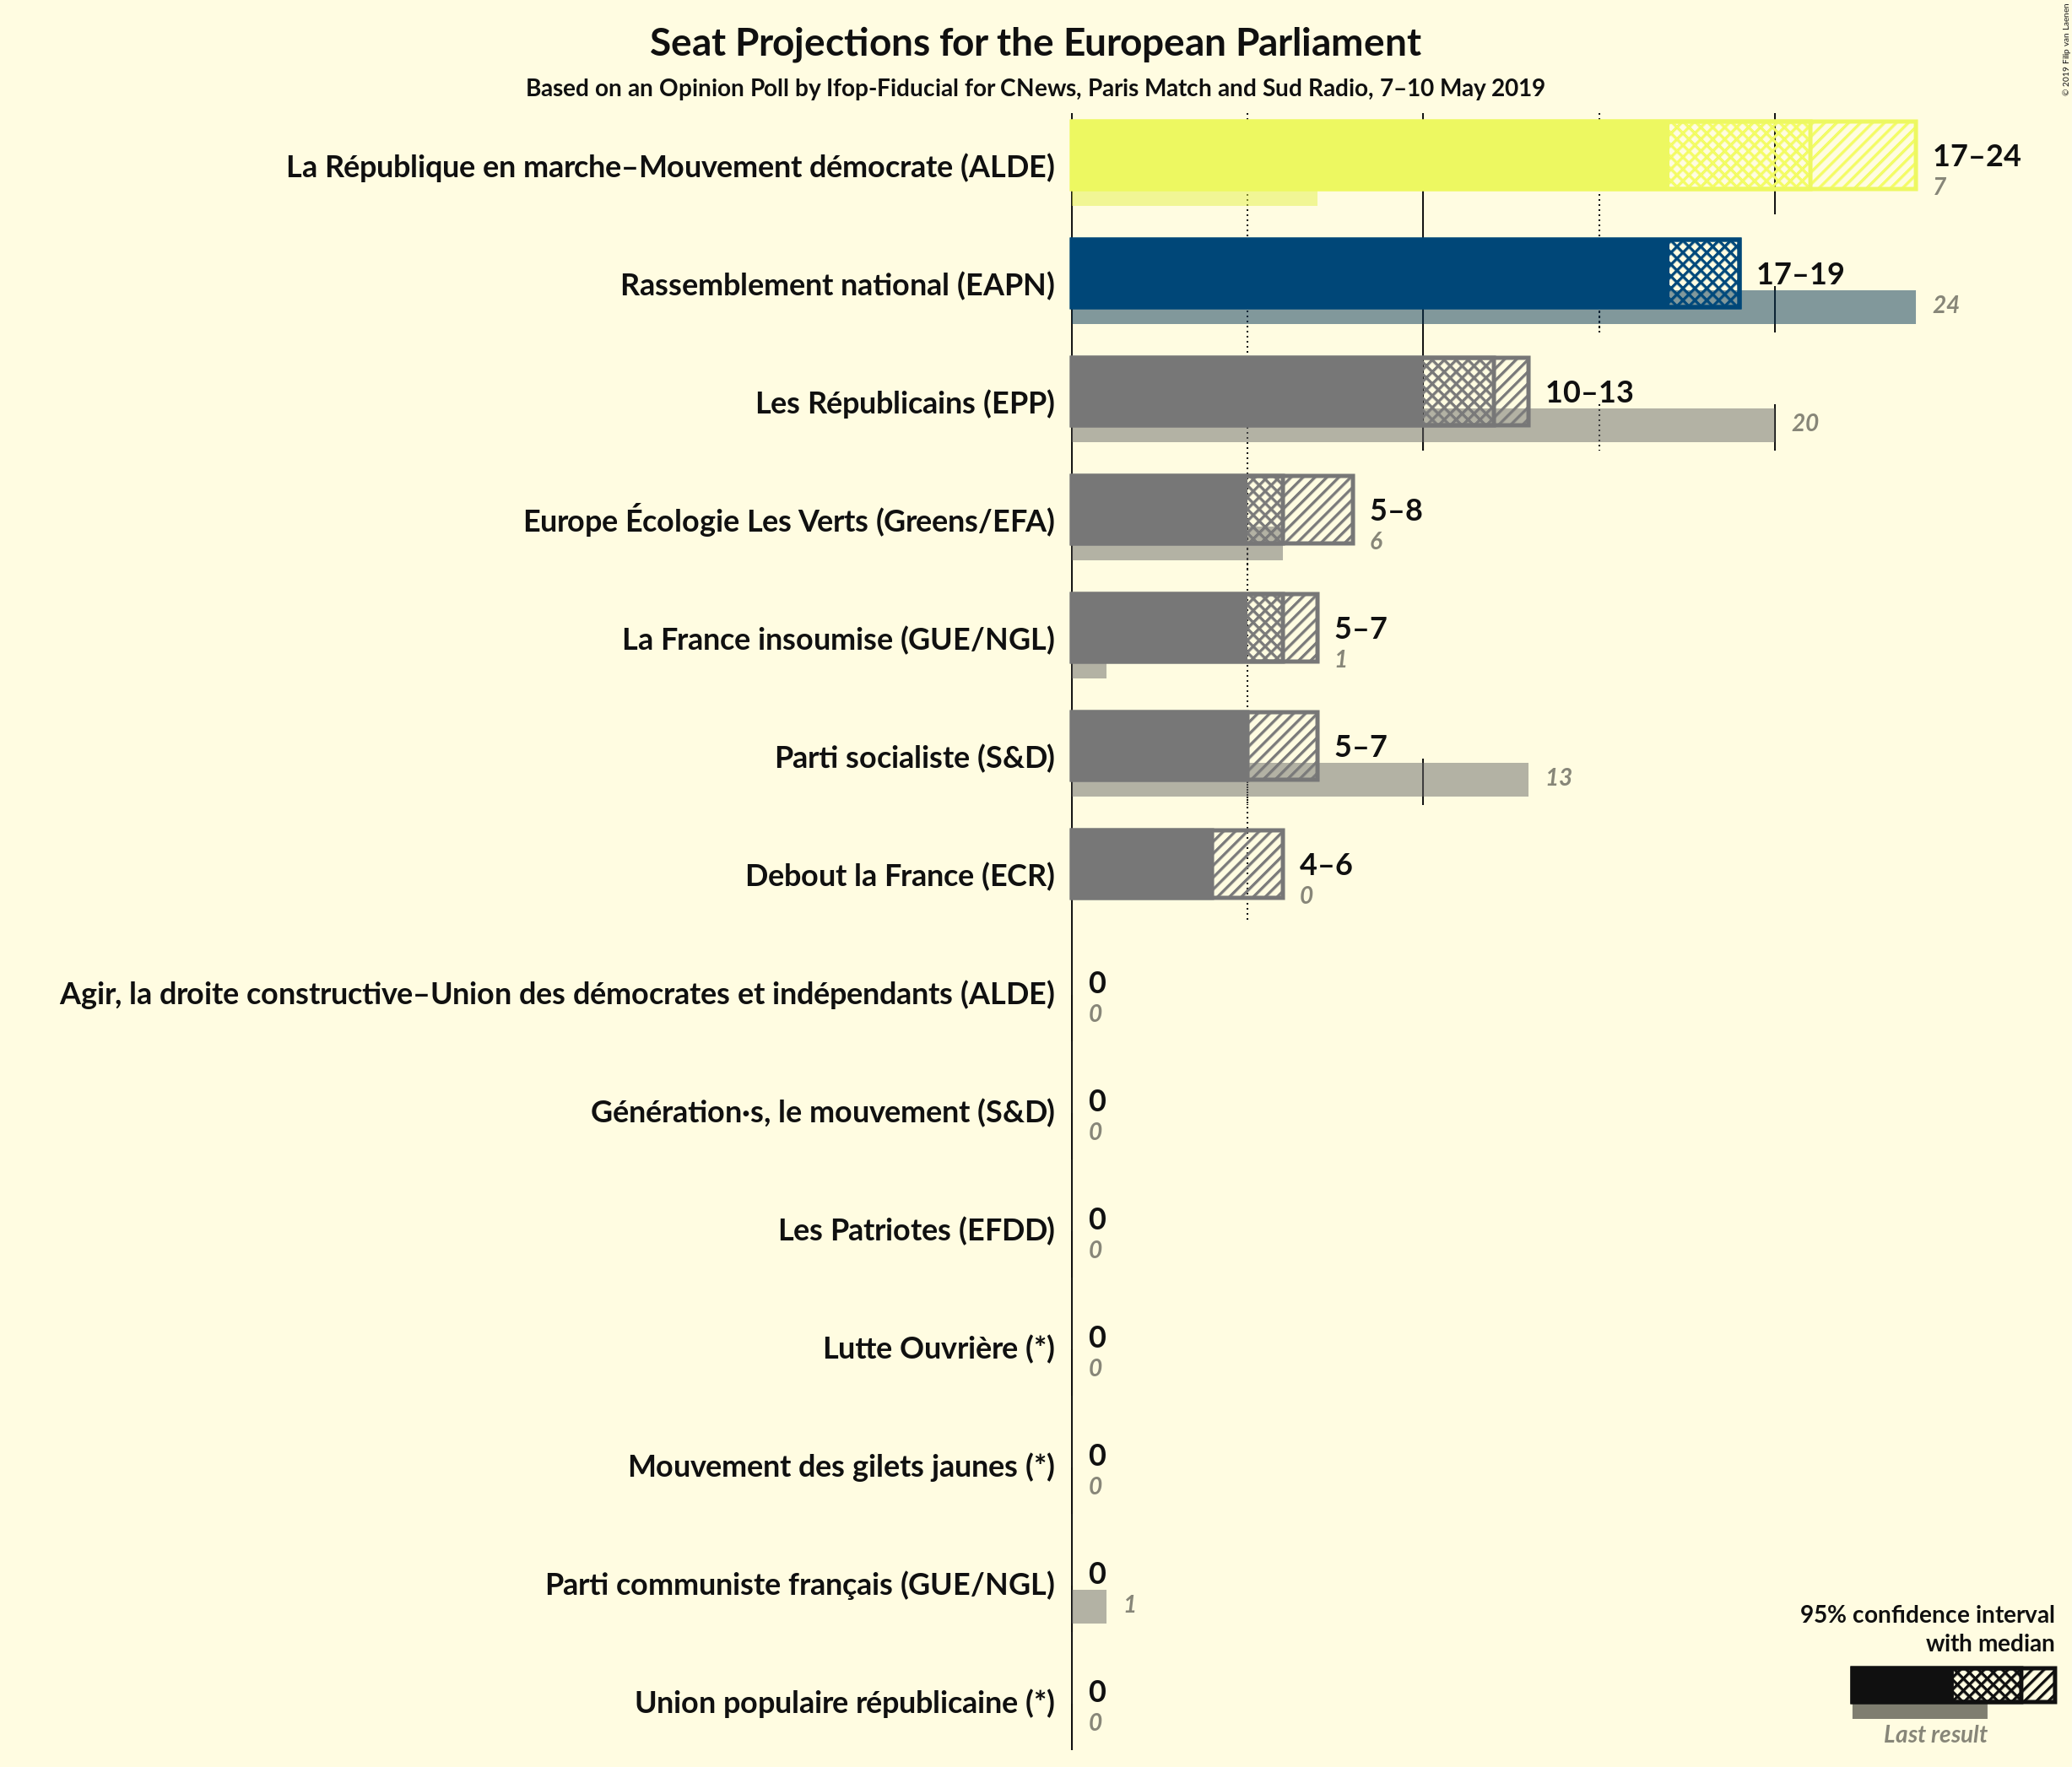 Seat Projections for the European Parliament
Based on an Opinion Poll by Ifop-Fiducial for CNews, Paris Match and Sud Radio, 7–10 May 2019
© 2019 Filip van Laenen
La République en marche–Mouvement démocrate (ALDE)
17–24
7
Rassemblement national (EAPN)
17–19
24
Les Républicains (EPP)
10–13
20
Europe Écologie Les Verts (Greens/EFA)
5–8
6
La France insoumise (GUE/NGL)
5–7
1
Parti socialiste (S&D)
5–7
13
Debout la France (ECR)
4–6
0
Agir, la droite constructive–Union des démocrates et indépendants (ALDE)
0
0
Génération·s, le mouvement (S&D)
0
0
Les Patriotes (EFDD)
0
0
Lutte Ouvrière (*)
0
0
Mouvement des gilets jaunes (*)
0
0
Parti communiste français (GUE/NGL)
0
1
Union populaire républicaine (*)
0
0
95% confidence interval
with median
Last result